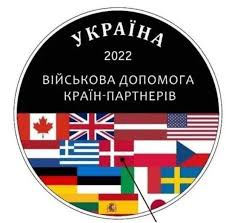 УКРАЇНА
2022
ВІЙСЬКОВА ДОПОМОГА
КРАЇН-ПАРТНЕРІВ